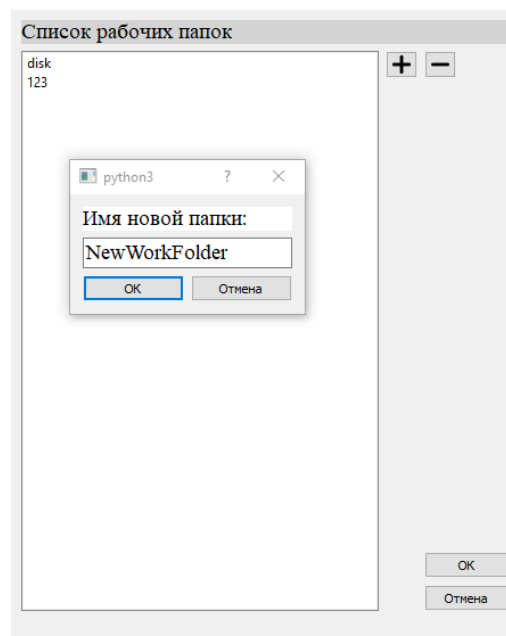 Список рабочих папок
disk
123
python3
Имя новой папки:
NewWorkFolder
OK
Отмена
OK
Отмена